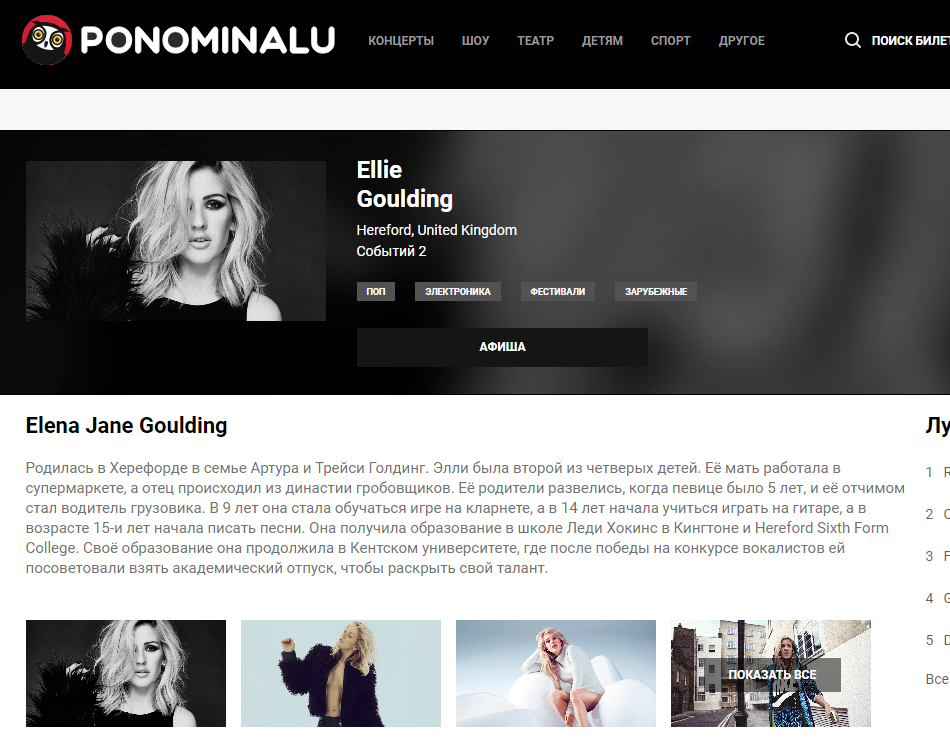 PONOMINALU
КОНЦЕРТЫ ШОУ ТЕАТР ДЕТЯМ СПОРТ ДРУГОЕ
ПОИСК БИЛЕТ
Ellie
Goulding
Hereford, United Kingdom
Событий 2
ПОП ЭЛЕКТРОНИКА ФЕСТИВАЛИ ЗАРУБЕЖНЫЕ
АФИША
Elena Jane Goulding
Родилась в Херефорде в семье Артура и Трейси Голдинг. Элли была второй из четверых детей. Её мать работала в
супермаркете, а отец происходил из династии гробовщиков. Её родители развелись, когда певице было 5 лет, и её отчимом
стал водитель грузовика. В 9 лет она стала обучаться игре на кларнете, а в 14 лет начала учиться играть на гитаре, а в
возрасте 15-и лет начала писать песни. Она получила образование в школе Леди Хокинс в Кингтоне и Hereford Sixth Form
College. Своё образование она продолжила в Кентском университете, где после победы на конкурсе вокалистов ей
посоветовали взять академический отпуск, чтобы раскрыть свой талант.
ПОКАЗАТЬ ВСЕ
Лу
1
2
3
4
5
Все